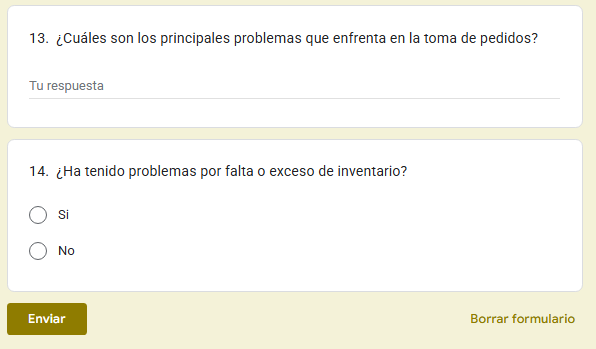 13. ¿Cuáles son los principales problemas que enfrenta en la toma de pedidos?
Tu respuesta
14. ¿Ha tenido problemas por falta o exceso de inventario?
Si
No
Enviar
Borrar formulario